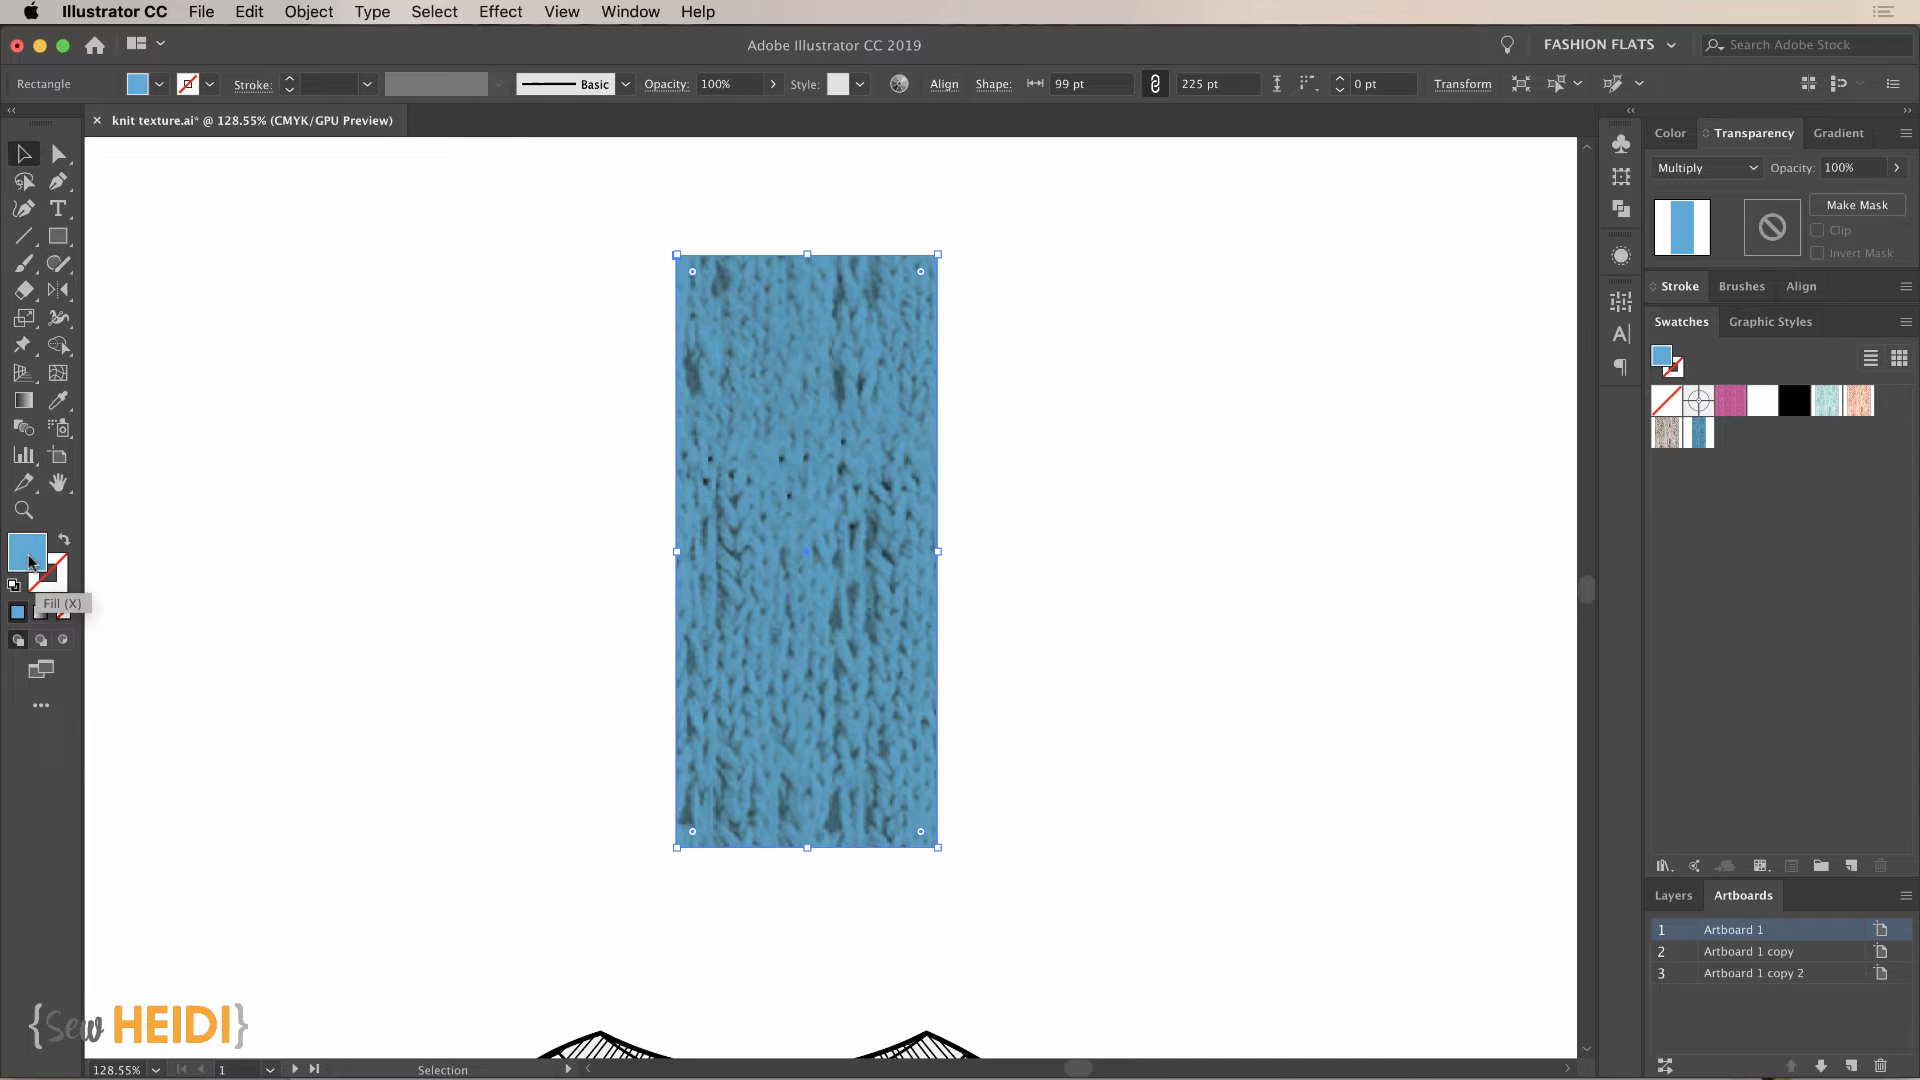 Illustrator CC File Edit Object Type Select Effect View Window Help
Adobe Illustrator CC 2019
FASHION FLATS
Search Adobe Stock
Rectangle
Stroke:
Basic
Opacity: 100%
Style:
Align
Shape:
99 pt
225 pt
0 pt
Transform
knit texture.ai* @ 128.55% (CMYK/GPU Preview)
Color Transparency Gradient
Multiply
Opacity: 100%
Make Mask
Clip
Invert Mask
Stroke Brushes Align
Swatches Graphic Styles
Fill (X)
Layers Artboards
1 Artboard 1
2 Artboard 1 copy
3 Artboard 1 copy 2
{Sew HEIDI}
128.55%
1
Selection